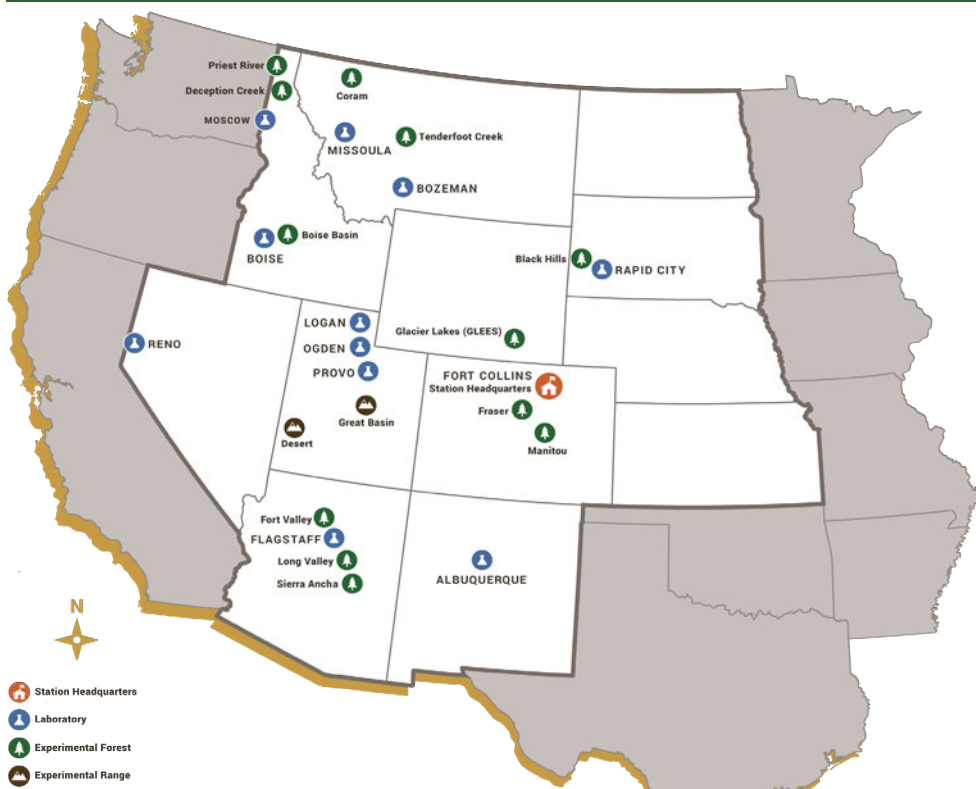 Priest River
Coram
Deception Creek
MOSCOW
MISSOULA
Tenderfoot Creek
BOZEMAN
Boise Basin
BOISE
Black Hills
RAPID CITY
LOGAN
Glacier Lakes (GLEES)
RENO
OGDEN
PROVO
FORT COLLINS
Station Headquarters
Fraser
Great Basin
Desert
Manitou
Fort Valley
FLAGSTAFF
Long Valley
ALBUQUERQUE
Sierra Ancha
N
Station Headquarters
Laboratory
Experimental Forest
Experimental Range